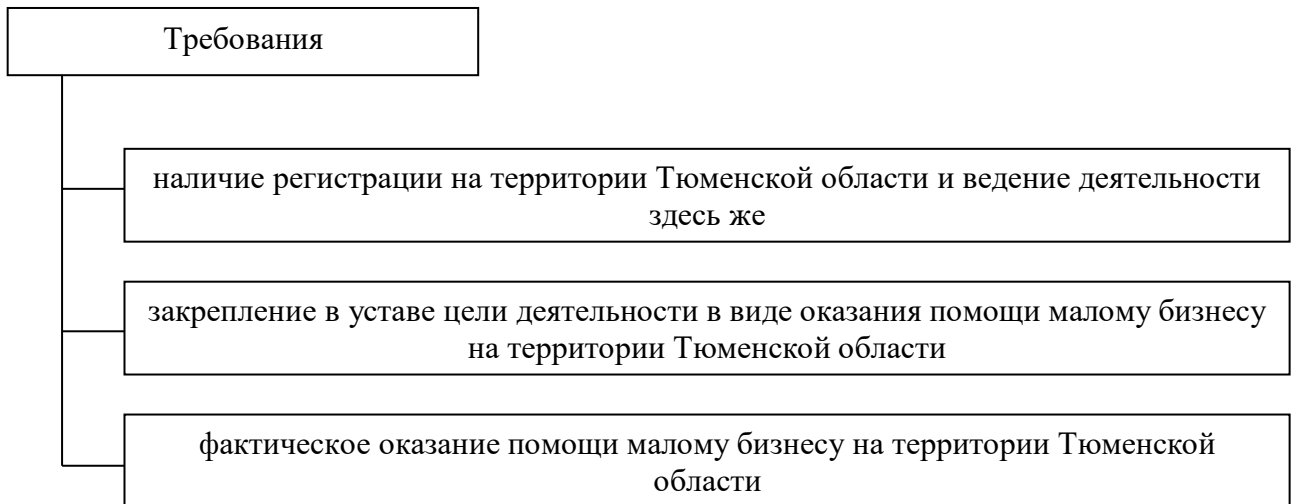 Требования
наличие регистрации на территории Тюменской области и ведение деятельности
здесь же
закрепление в уставе цели деятельности в виде оказания помощи малому бизнесу
на территории Тюменской области
фактическое оказание помощи малому бизнесу на территории Тюменской
области